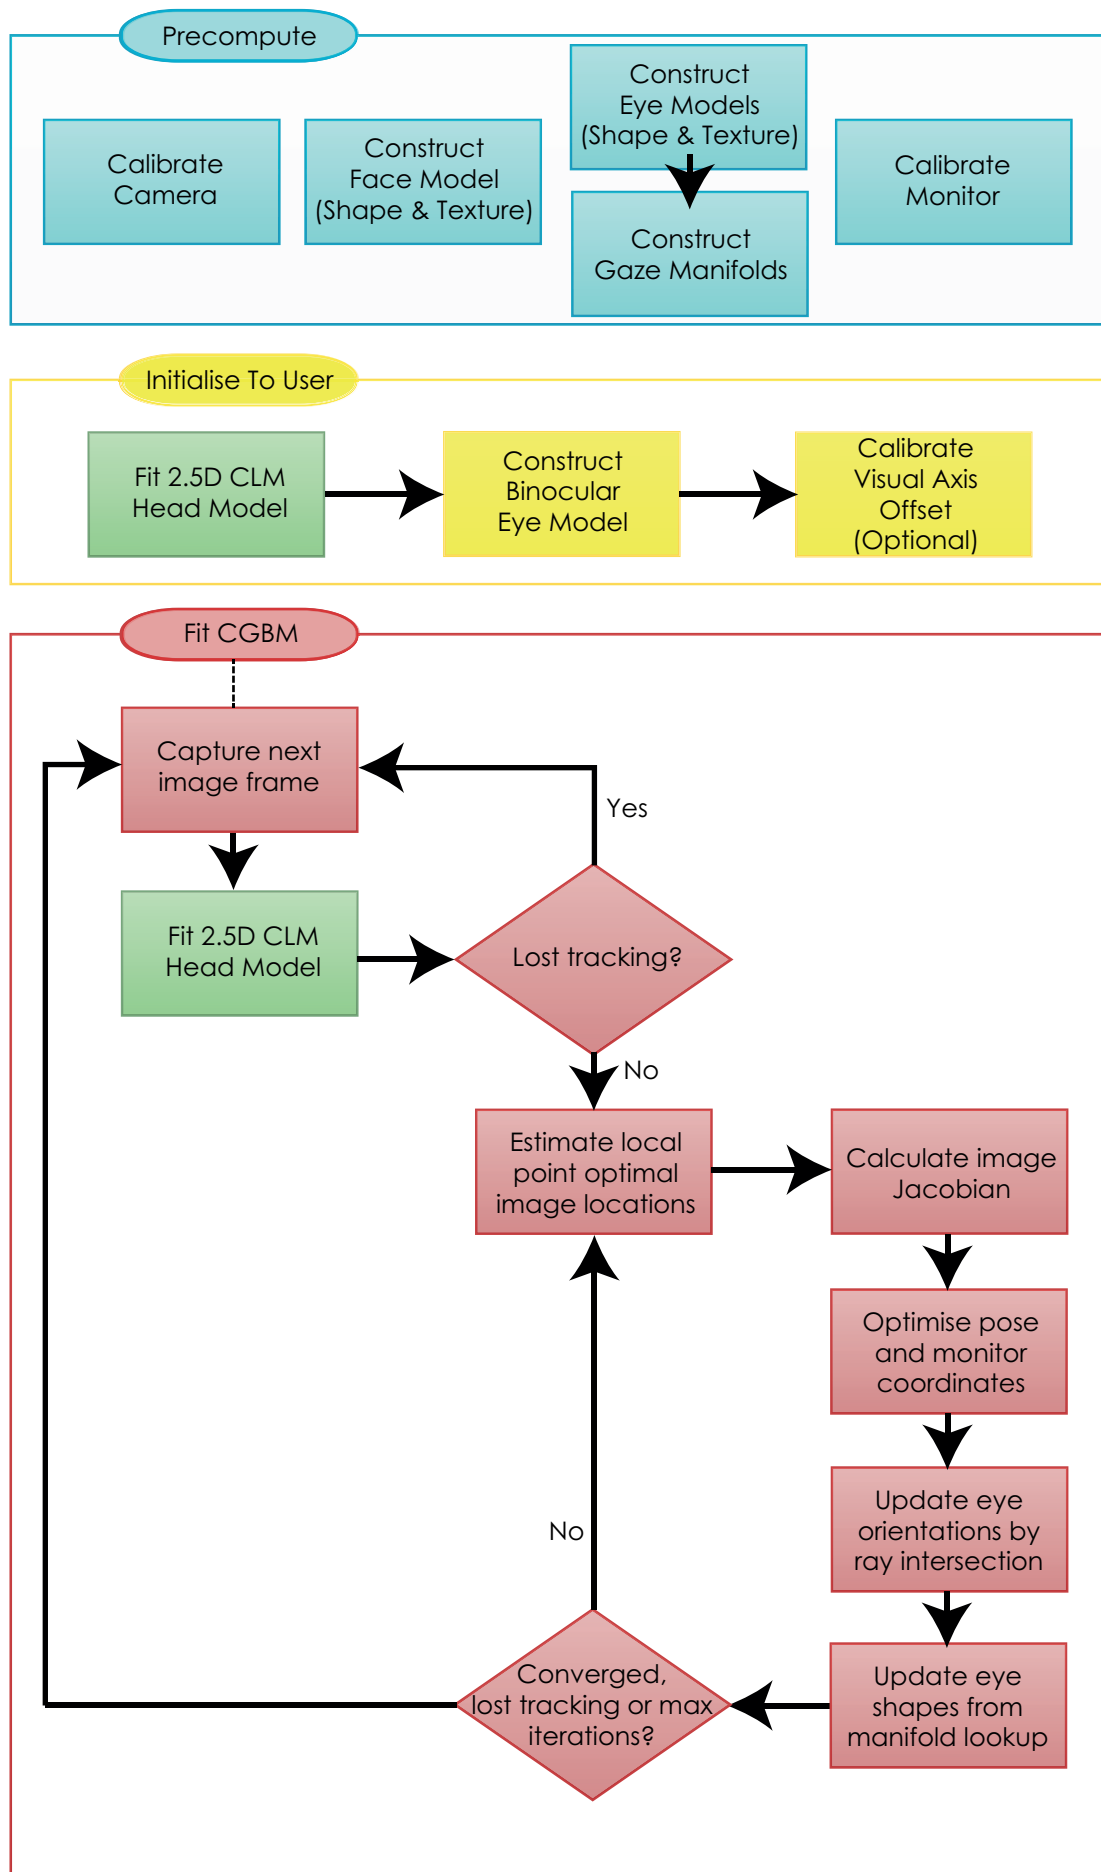 Precompute
Calibrate
Camera
Construct
Face Model
(Shape & Texture)
Construct
Eye Models
(Shape & Texture)
Construct
Gaze Manifolds
Calibrate
Monitor
Initialise To User
Fit 2.5D CLM
Head Model
Construct
Binocular
Eye Model
Calibrate
Visual Axis
Offset
(Optional)
Fit CGBM
Capture next
image frame
Yes
Fit 2.5D CLM
Head Model
Lost tracking?
No
Estimate local
point optimal
image locations
Calculate image
Jacobian
Optimise pose
and monitor
coordinates
Update eye
orientations by
ray intersection
Update eye
shapes from
manifold lookup
No
Converged,
lost tracking or max
iterations?